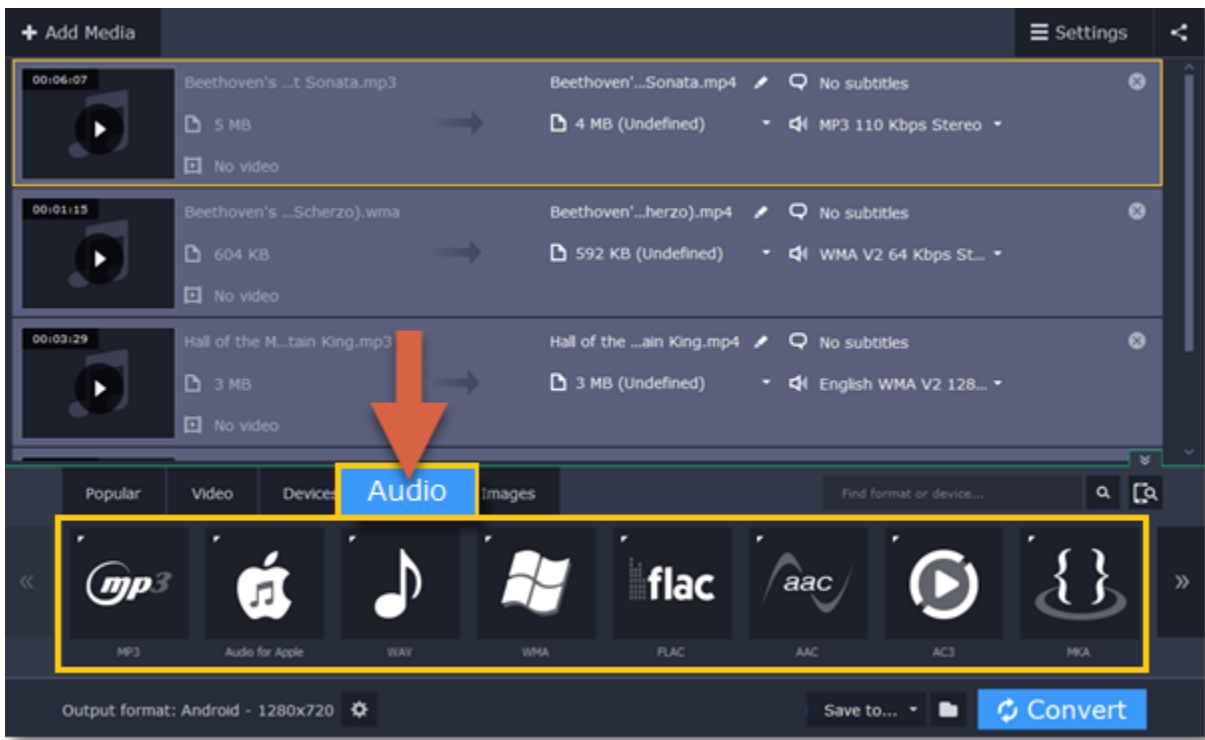 Add Media
Settings
00:06:07
Beethoven's ...t Sonata.mp3
Beethoven'...Sonata.mp4
No subtitles
5 MB
4 MB (Undefined)
MP3 110 Kbps Stereo
No video
00:01:15
Beethoven's ...Scherzo).wma
Beethoven'...herzo).mp4
No subtitles
604 KB
592 KB (Undefined)
WMA V2 64 Kbps St...
No video
00:03:29
Hall of the M...tain King.mp3
Hall of the ...ain King.mp4
No subtitles
3 MB
3 MB (Undefined)
English WMA V2 128...
No video
Popular
Video
Devices
Audio
Images
Find format or device...
mp3
flac
aac
MP3
Audio for Apple
WAV
WMA
FLAC
AAC
AC3
MKA
Output format: Android - 1280x720
Save to...
Convert